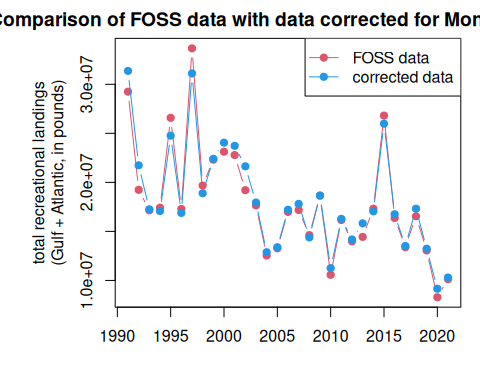 Comparison of FOSS data with data corrected for Mon
FOSS data
corrected data
total recreational landings
(Gulf + Atlantic, in pounds)
3.0e+07
2.0e+07
1.0e+07
1990 1995 2000 2005 2010 2015 2020